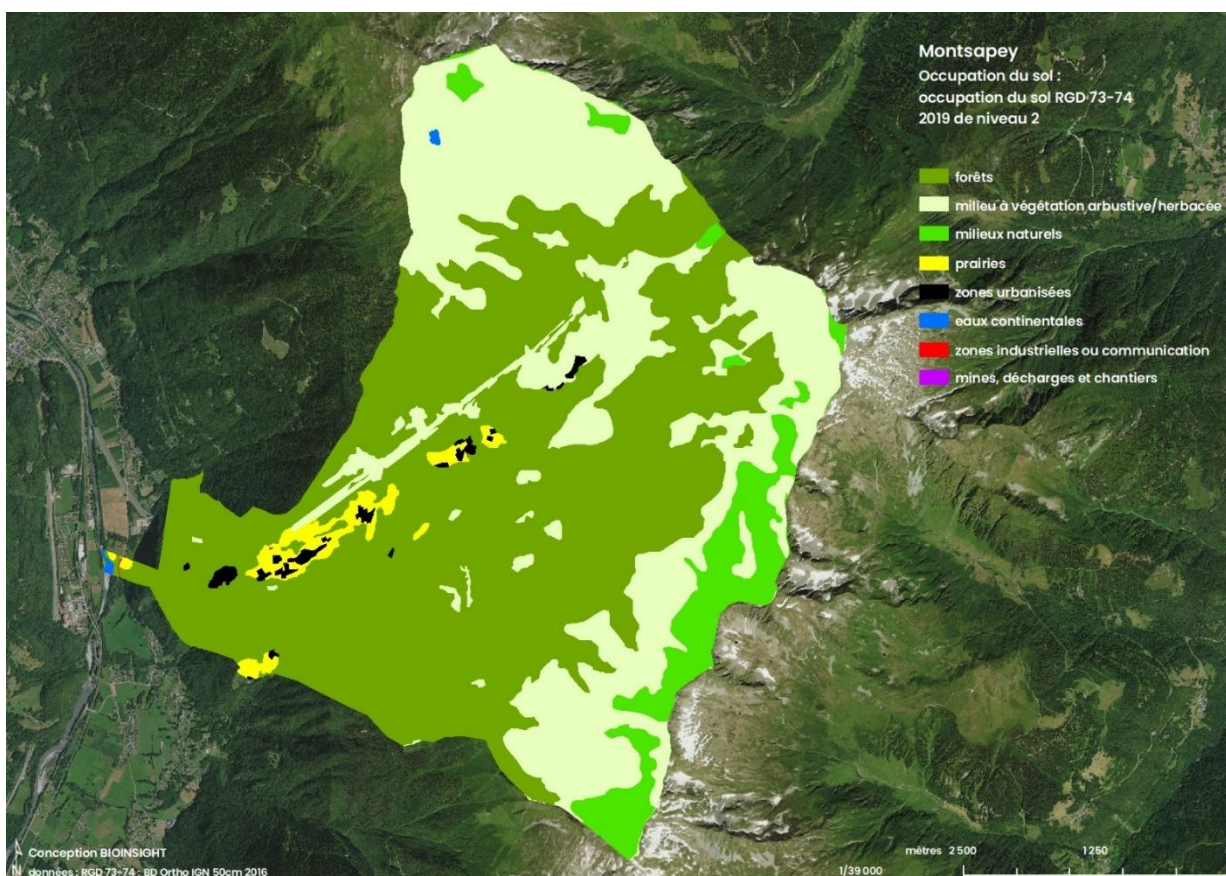 Montsapey
Occupation du sol :
occupation du sol RGD 73-74
2019 de niveau 2
forêts
milieu à végétation arbustive/herbacée
milieux naturels
prairies
zones urbanisées
eaux continentales
zones industrielles ou communication
mines, décharges et chantiers
Conception BIOINSIGHT
N données : RGD 73-74 ; BD Ortho IGN 50cm 2016
1/39 000
mètres 2 500 1 250